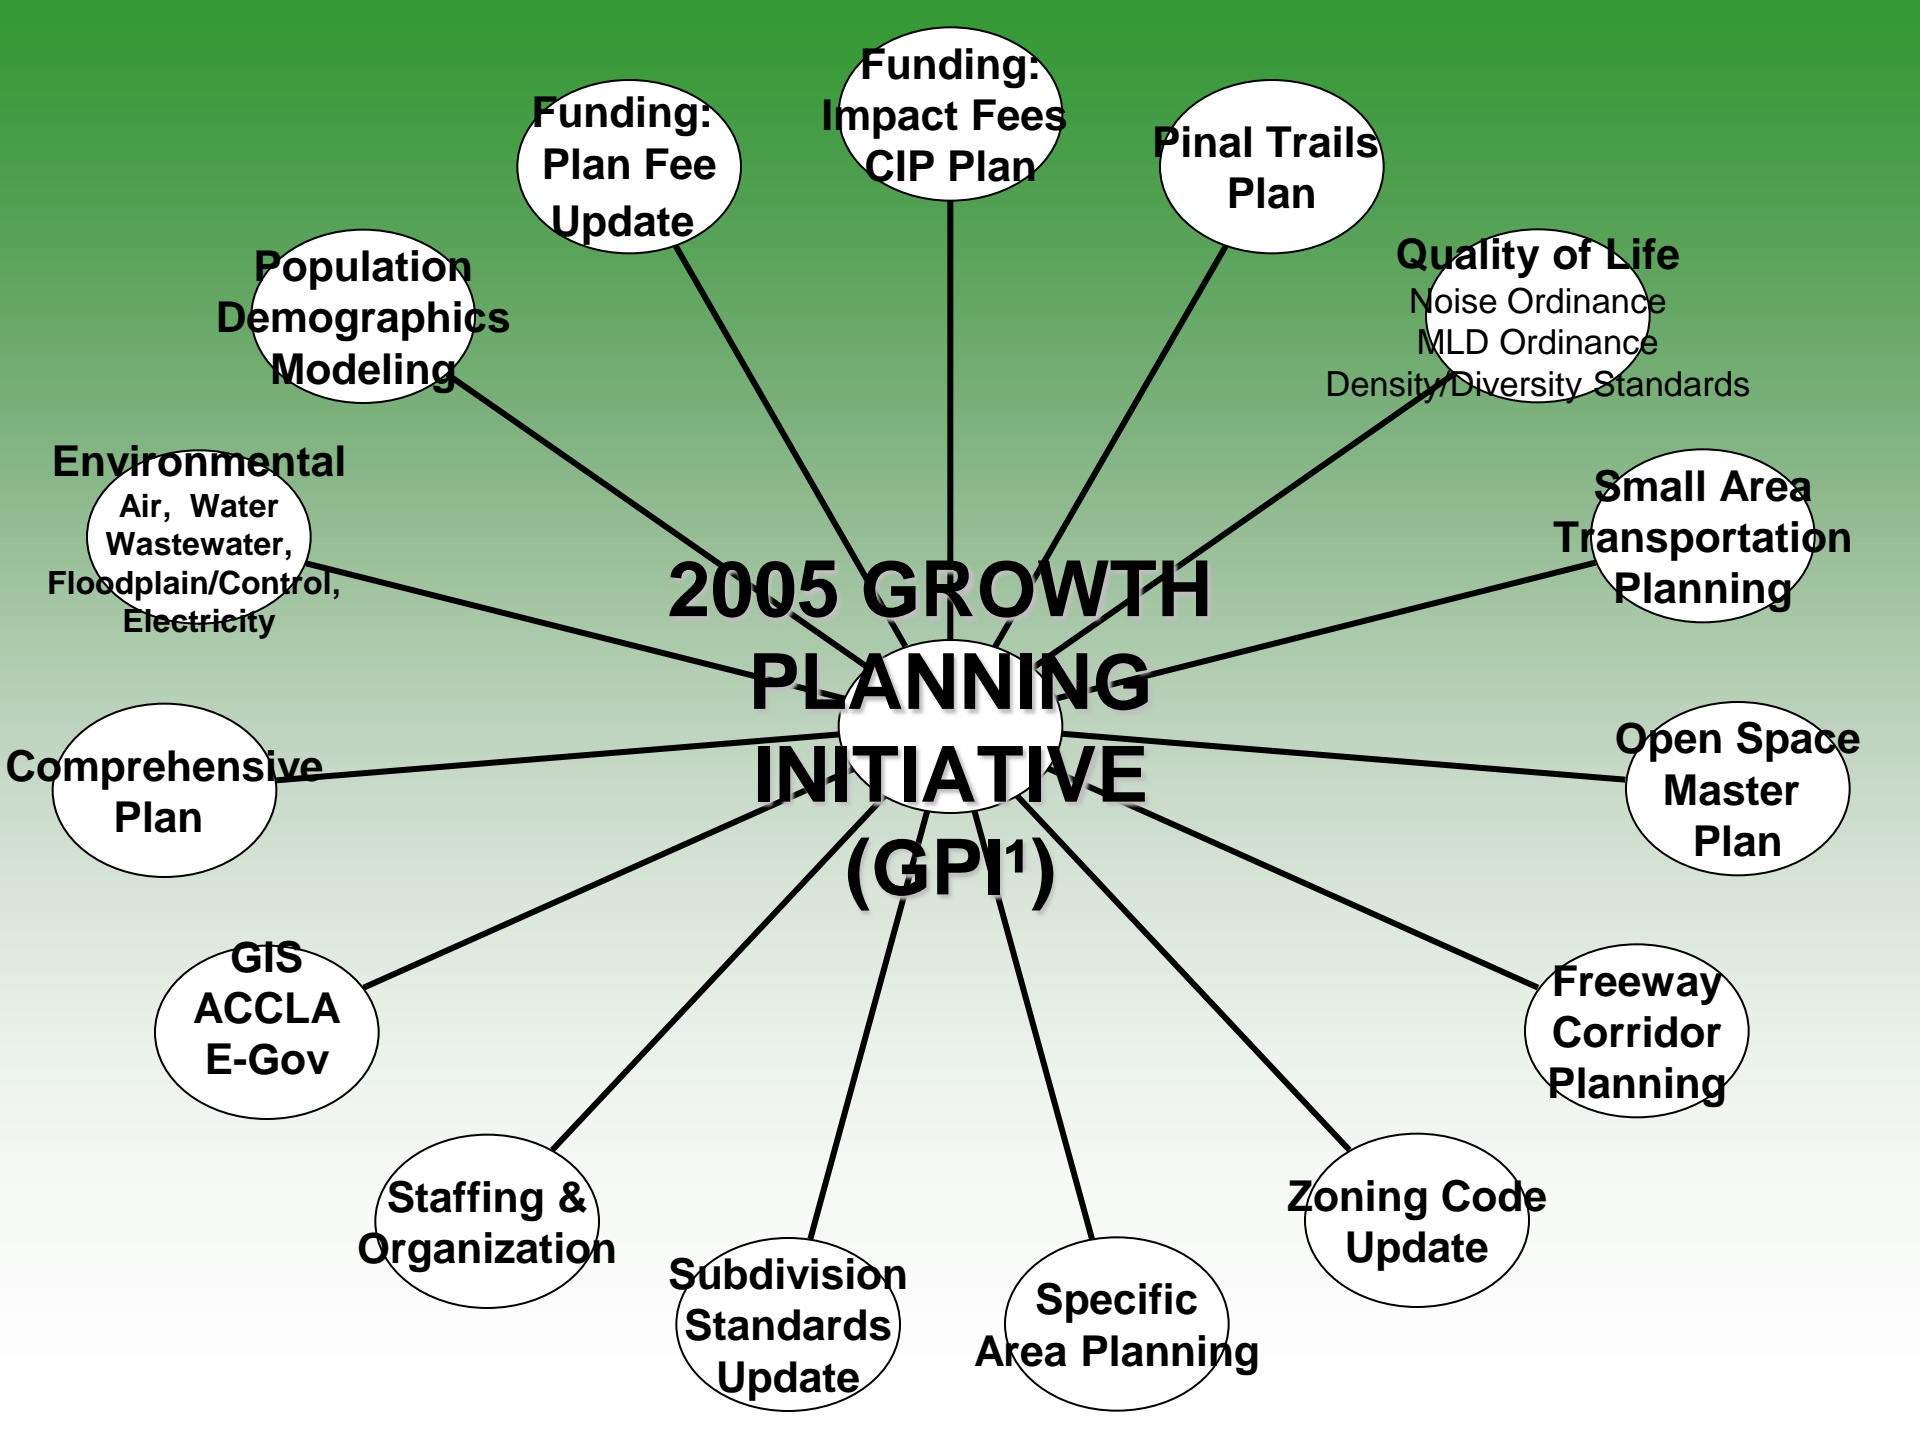 Funding:
Impact Fees
CIP Plan
Funding:
Plan Fee
Update
Pinal Trails
Plan
Population
Demographics
Modeling
Quality of Life
Noise Ordinance
MLD Ordinance
Density/Diversity Standards
Environmental
Air, Water
Wastewater,
Floodplain/Control,
Electricity
Small Area
Transportation
Planning
2005 GROWTH
PLANNING
INITIATIVE
(GPI¹)
Comprehensive
Plan
Open Space
Master
Plan
GIS
ACCLA
E-Gov
Freeway
Corridor
Planning
Staffing &
Organization
Zoning Code
Update
Subdivision
Standards
Update
Specific
Area Planning